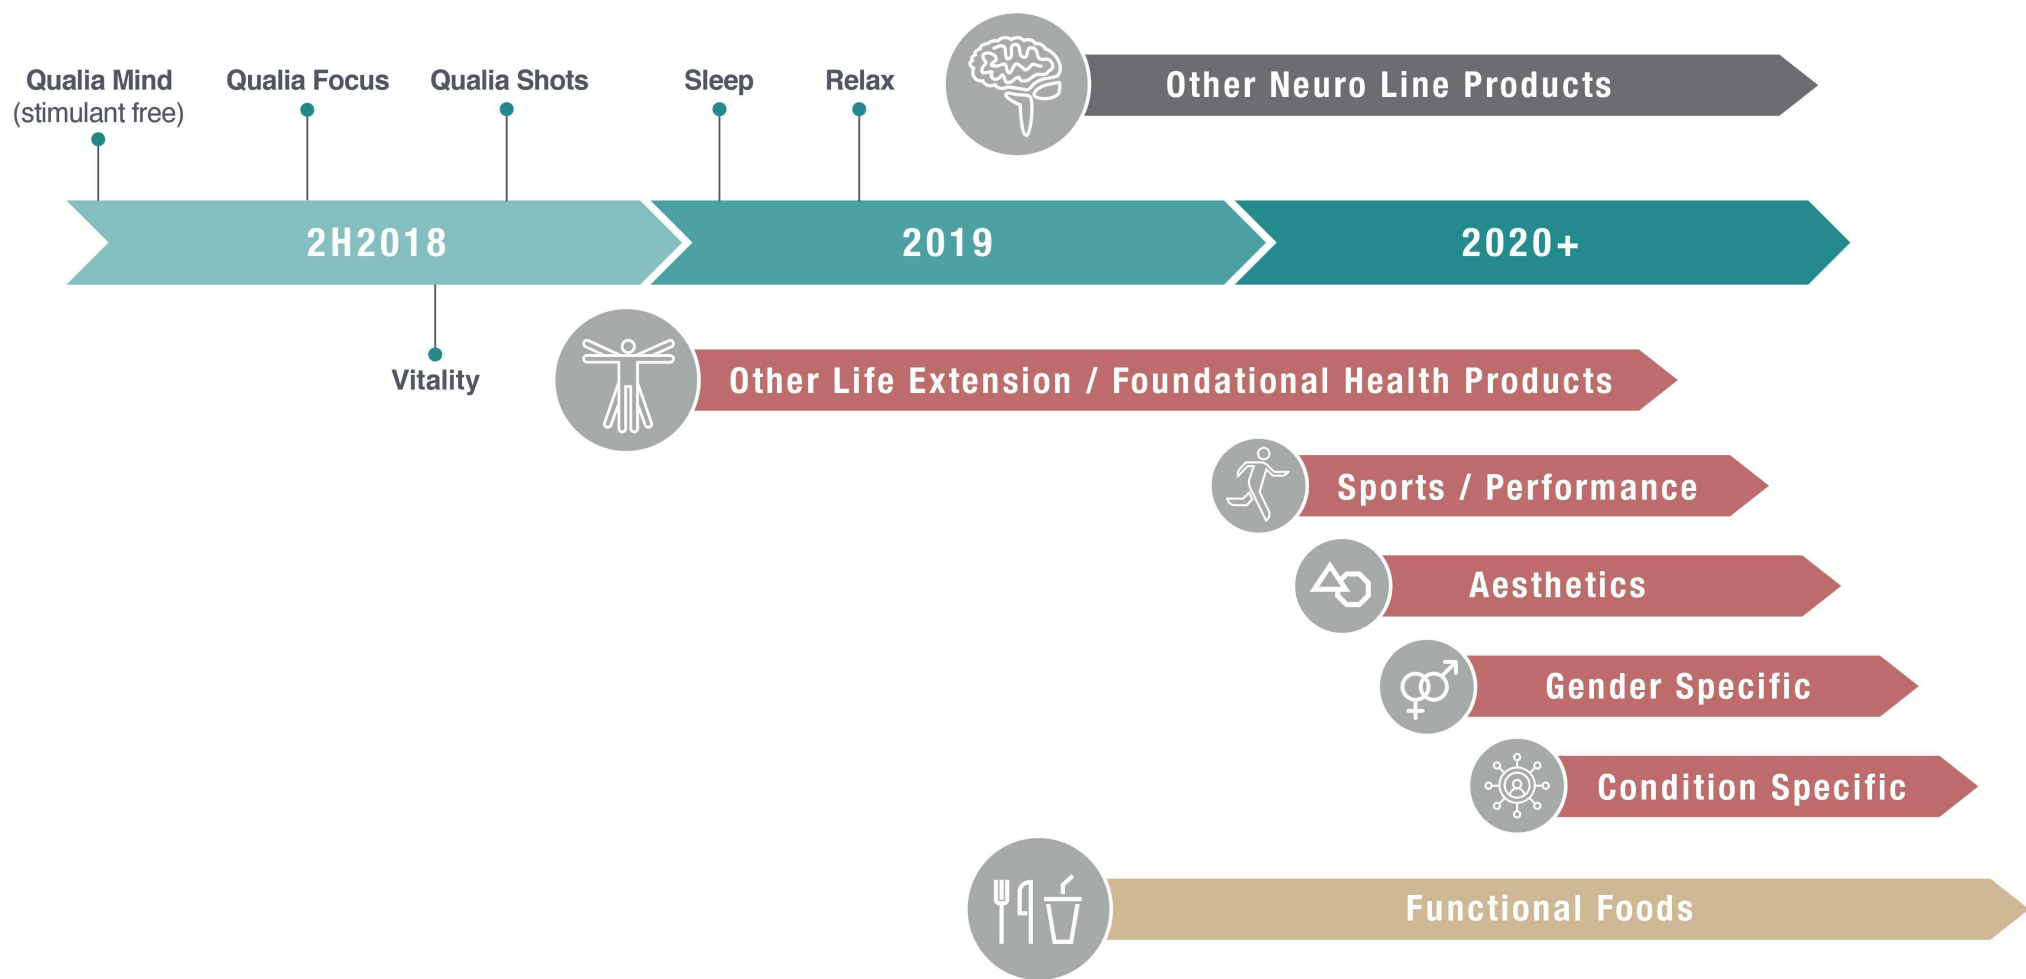 Qualia Mind
(stimulant free)
Qualia Focus
Qualia Shots
Sleep
Relax
Other Neuro Line Products
2H2018
2019
2020+
Vitality
Other Life Extension / Foundational Health Products
Sports / Performance
Aesthetics
Gender Specific
Condition Specific
Functional Foods